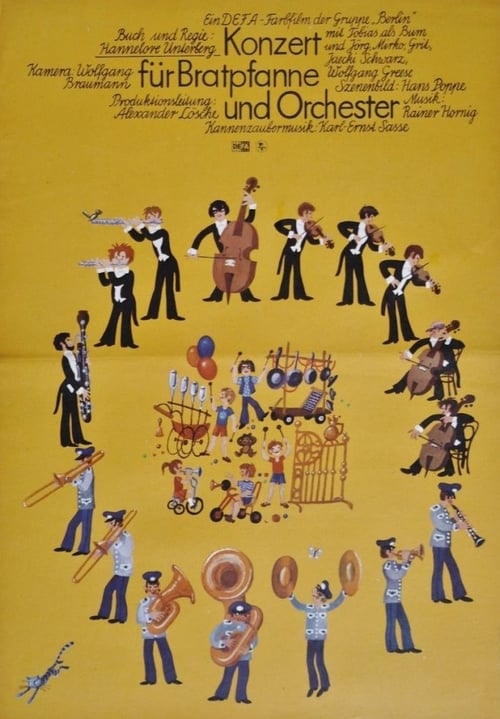 Ein DEFA-Farbfilm der Gruppe „Berlin"
Buch und Regie:
Hannelore Unterberg
Kamera: Wolfgang
Braumann
Produktionsleitung:
Alexander Lösche
Konzert
für Bratpfanne
und Orchester
mit Tobias als Bum
und Jörg, Mirko, Grit,
Jaecki Schwarz,
Wolfgang Greese
Szenenbild: Hans Poppe
Musik:
Rainer Hornig
Kannenzaubermusik: Karl-Ernst Sasse
DEFA